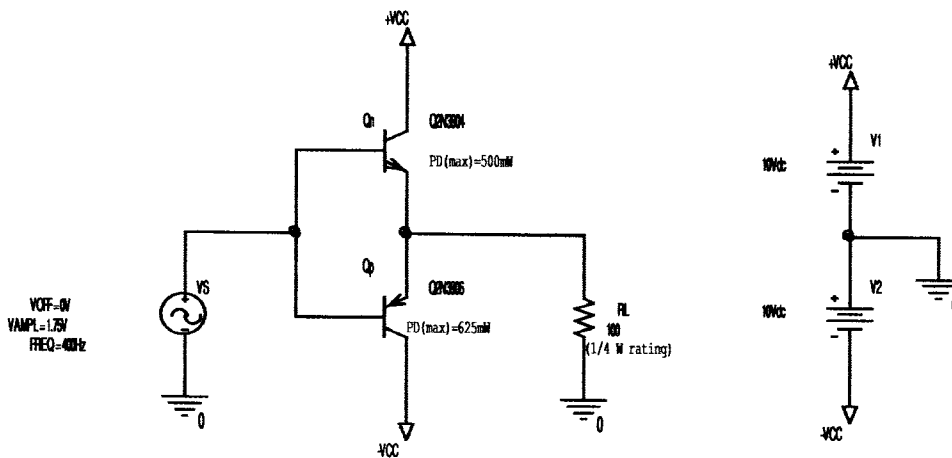 +VCC
Qn
Q2N3904
PD(max)=500mW
Qp
Q2N3906
PD(max)=625mW
VS
VOFF=0V
VAMPL=1.75V
FREQ=400Hz
0
-VCC
RL
100
(1/4 W rating)
0
+VCC
+
V1
10Vdc
-
+
V2
10Vdc
-
-VCC